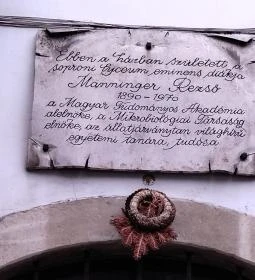 Ebben a házban született a
soproni Lyceum eminens diákja
Manninger Rezső
1890-1970
a Magyar Tudományos Akadémia
alelnöke, a Mikrobiológiai Társaság
elnöke, az állatjárványtan világhírű
egyetemi tanára, tudósa